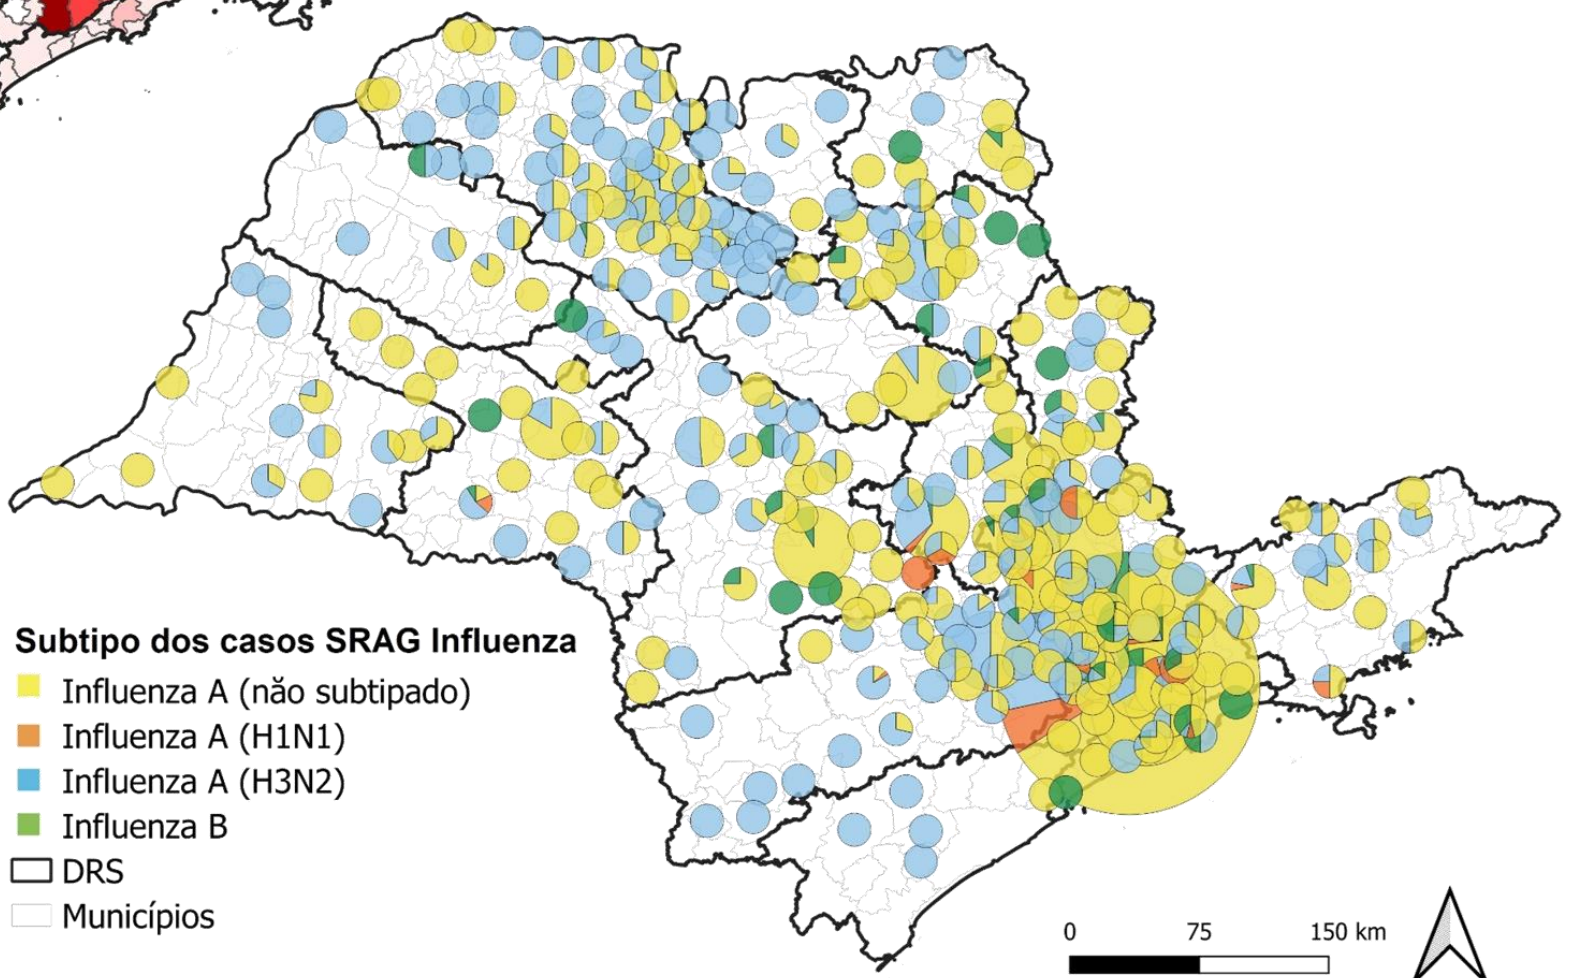 Subtipo dos casos SRAG Influenza
Influenza A (não subtipado)
Influenza A (H1N1)
Influenza A (H3N2)
Influenza B
DRS
Municípios
0 75 150 km